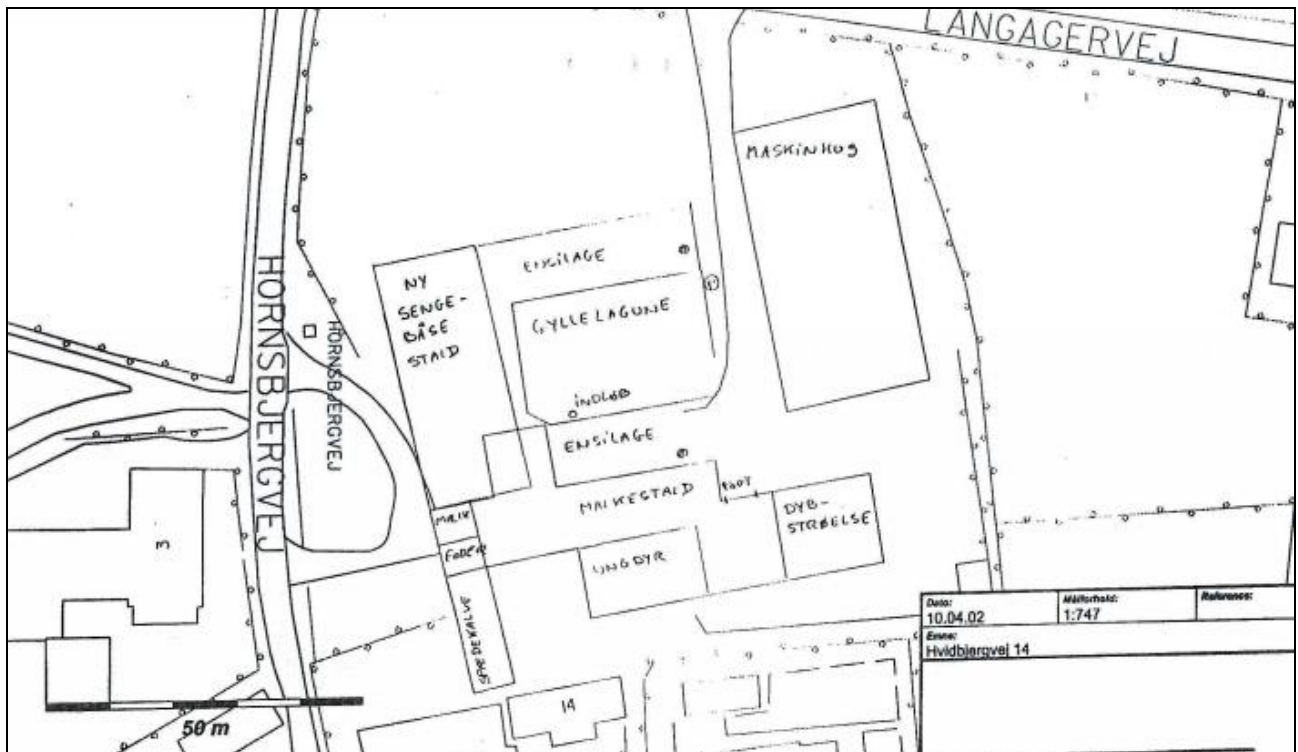 LANGAGERVEJ
MASKINHUS
ENSILAGE
NY
SENGE-
BÅSE
STALD
GYLLELAGUNE
HORNSBJERGVEJ
HORNSBJERGVEJ
INDLØB
ENSILAGE
MALKESTALD
DYB-
STRØELSE
MÆLK
FODER
UNGDYR
SPÆDEKALVE
3
14
50 m
Dato:
10.04.02
Målforhold:
1:747
Reference:
Emne:
Hvidbjergvej 14